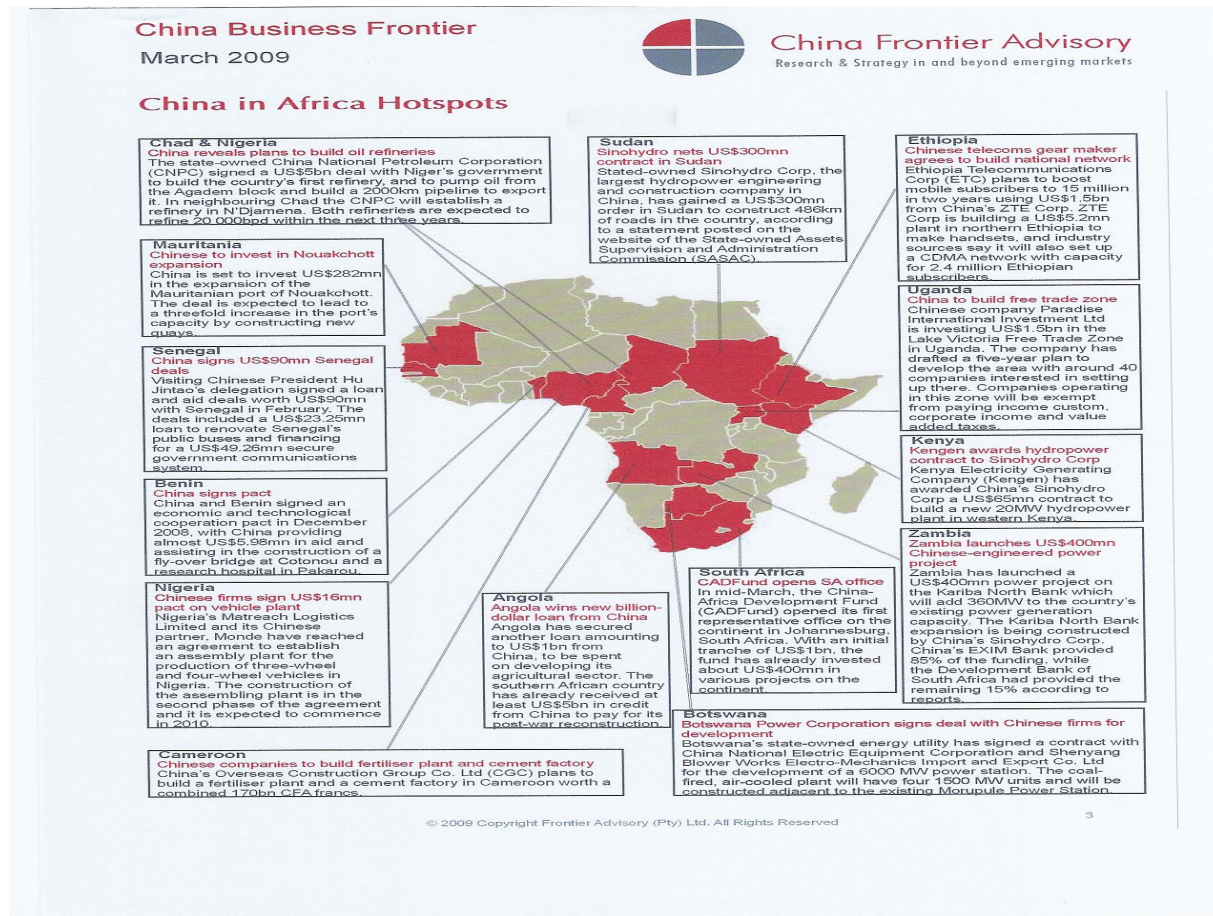 China Business Frontier
March 2009
China Frontier Advisory
Research & Strategy in and beyond emerging markets
China in Africa Hotspots
Chad & Nigeria
China reveals plans to build oil refineries
The state-owned China National Petroleum Corporation
(CNPC) signed a US$5bn deal with Niger's government
to build the country's first refinery, and to pump oil from
the Agadem block and build a 2000km pipeline to export
it. In neighbouring Chad the CNPC will establish a
refinery in N'Djamena. Both refineries are expected to
refine 20 000bpd within the next three years.
Mauritania
Chinese to invest in Nouakchott
expansion
China is set to invest US$282mn
in the expansion of the
Mauritanian port of Nouakchott.
The deal is expected to lead to
a threefold increase in the port's
capacity by constructing new
quays.
Senegal
China signs US$90mn Senegal
deals
Visiting Chinese President Hu
Jintao's delegation signed a loan
and aid deals worth US$90mn
with Senegal in February. The
deals included a US$23.25mn
loan to renovate Senegal's
public buses and financing
for a US$49.26mn secure
government communications
system.
Benin
China signs pact
China and Benin signed an
economic and technological
cooperation pact in December
2008, with China providing
almost US$5.98mn in aid and
assisting in the construction of a
fly-over bridge at Cotonou and a
research hospital in Pakarou.
Nigeria
Chinese firms sign US$16mn
pact on vehicle plant
Nigeria's Matreach Logistics
Limited and its Chinese
partner, Monde have reached
an agreement to establish
an assembly plant for the
production of three-wheel
and four-wheel vehicles in
Nigeria. The construction of
the assembling plant is in the
second phase of the agreement
and it is expected to commence
in 2010.
Cameroon
Chinese companies to build fertiliser plant and cement factory
China's Overseas Construction Group Co. Ltd (CGC) plans to
build a fertiliser plant and a cement factory in Cameroon worth a
combined 170bn CFA francs.
Angola
Angola wins new billion-
dollar loan from China
Angola has secured
another loan amounting
to US$1bn from
China, to be spent
on developing its
agricultural sector. The
southern African country
has already received at
least US$5bn in credit
from China to pay for its
post-war reconstruction.
Sudan
Sinohydro nets US$300mn
contract in Sudan
Stated-owned Sinohydro Corp, the
largest hydropower engineering
and construction company in
China, has gained a US$300mn
order in Sudan to construct 486km
of roads in the country, according
to a statement posted on the
website of the State-owned Assets
Supervision and Administration
Commission (SASAC).
South Africa
CADFund opens SA office
In mid-March, the China-
Africa Development Fund
(CADFund) opened its first
representative office on the
continent in Johannesburg,
South Africa. With an initial
tranche of US$1bn, the
fund has already invested
about US$400mn in
various projects on the
continent.
Ethiopia
Chinese telecoms gear maker
agrees to build national network
Ethiopia Telecommunications
Corp (ETC) plans to boost
mobile subscribers to 15 million
in two years using US$1.5bn
from China's ZTE Corp. ZTE
Corp is building a US$5.2mn
plant in northern Ethiopia to
make handsets, and industry
sources say it will also set up
a CDMA network with capacity
for 2.4 million Ethiopian
subscribers.
Uganda
China to build free trade zone
Chinese company Paradise
International Investment Ltd
is investing US$1.5bn in the
Lake Victoria Free Trade Zone
in Uganda. The company has
drafted a five-year plan to
develop the area with around 40
companies interested in setting
up there. Companies operating
in this zone will be exempt
from paying income custom,
corporate income and value
added taxes.
Kenya
Kengen awards hydropower
contract to Sinohydro Corp
Kenya Electricity Generating
Company (Kengen) has
awarded China's Sinohydro
Corp a US$65mn contract to
build a new 20MW hydropower
plant in western Kenya.
Zambia
Zambia launches US$400mn
Chinese-engineered power
project
Zambia has launched a
US$400mn power project on
the Kariba North Bank which
will add 360MW to the country's
existing power generation
capacity. The Kariba North Bank
expansion is being constructed
by China's Sinohydro Corp.
China's EXIM Bank provided
85% of the funding, while
the Development Bank of
South Africa had provided the
remaining 15% according to
reports.
Botswana
Botswana Power Corporation signs deal with Chinese firms for
development
Botswana's state-owned energy utility has signed a contract with
China National Electric Equipment Corporation and Shenyang
Blower Works Electro-Mechanics Import and Export Co. Ltd
for the development of a 6000 MW power station. The coal-
fired, air-cooled plant will have four 1500 MW units and will be
constructed adjacent to the existing Morupule Power Station.
© 2009 Copyright Frontier Advisory (Pty) Ltd. All Rights Reserved
3